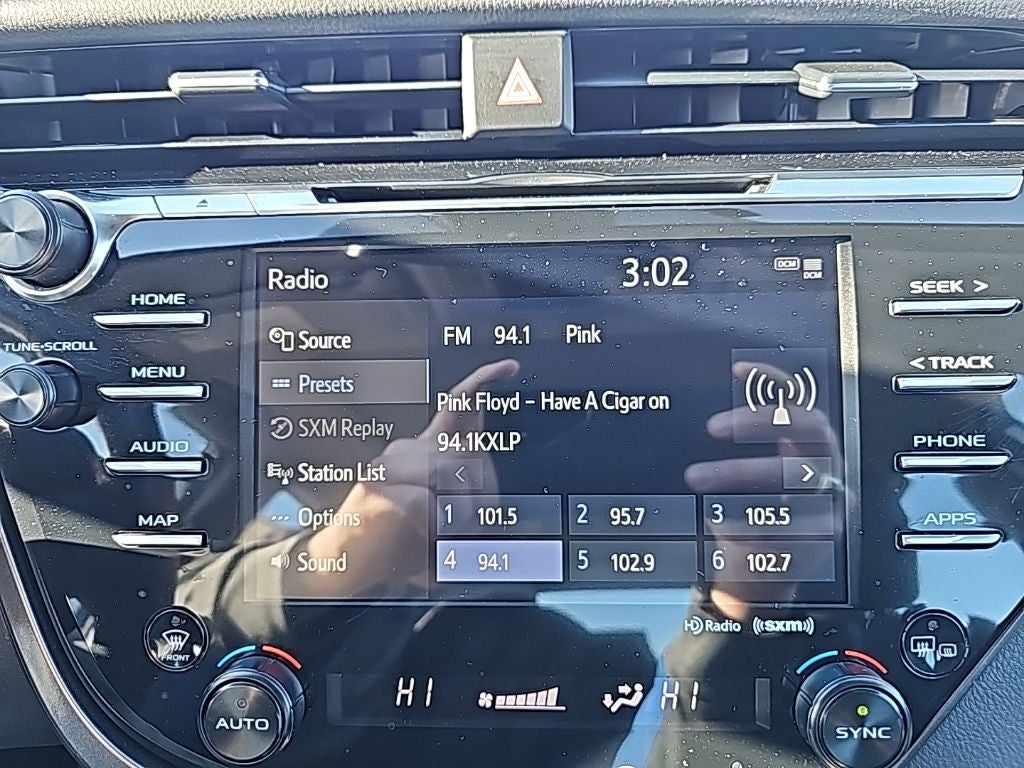 Radio 3:02 DCM DCM
HOME
SEEK >
TUNE•SCROLL
Source
FM 94.1 Pink
MENU
Presets
< TRACK
Pink Floyd - Have A Cigar on
SXM Replay
94.1KXLP
AUDIO
PHONE
Station List
< >
1 101.5 2 95.7 3 105.5
MAP
Options
APPS
4 94.1 5 102.9 6 102.7
Sound
HD Radio ((sxm))
FRONT
HI HI
AUTO
SYNC